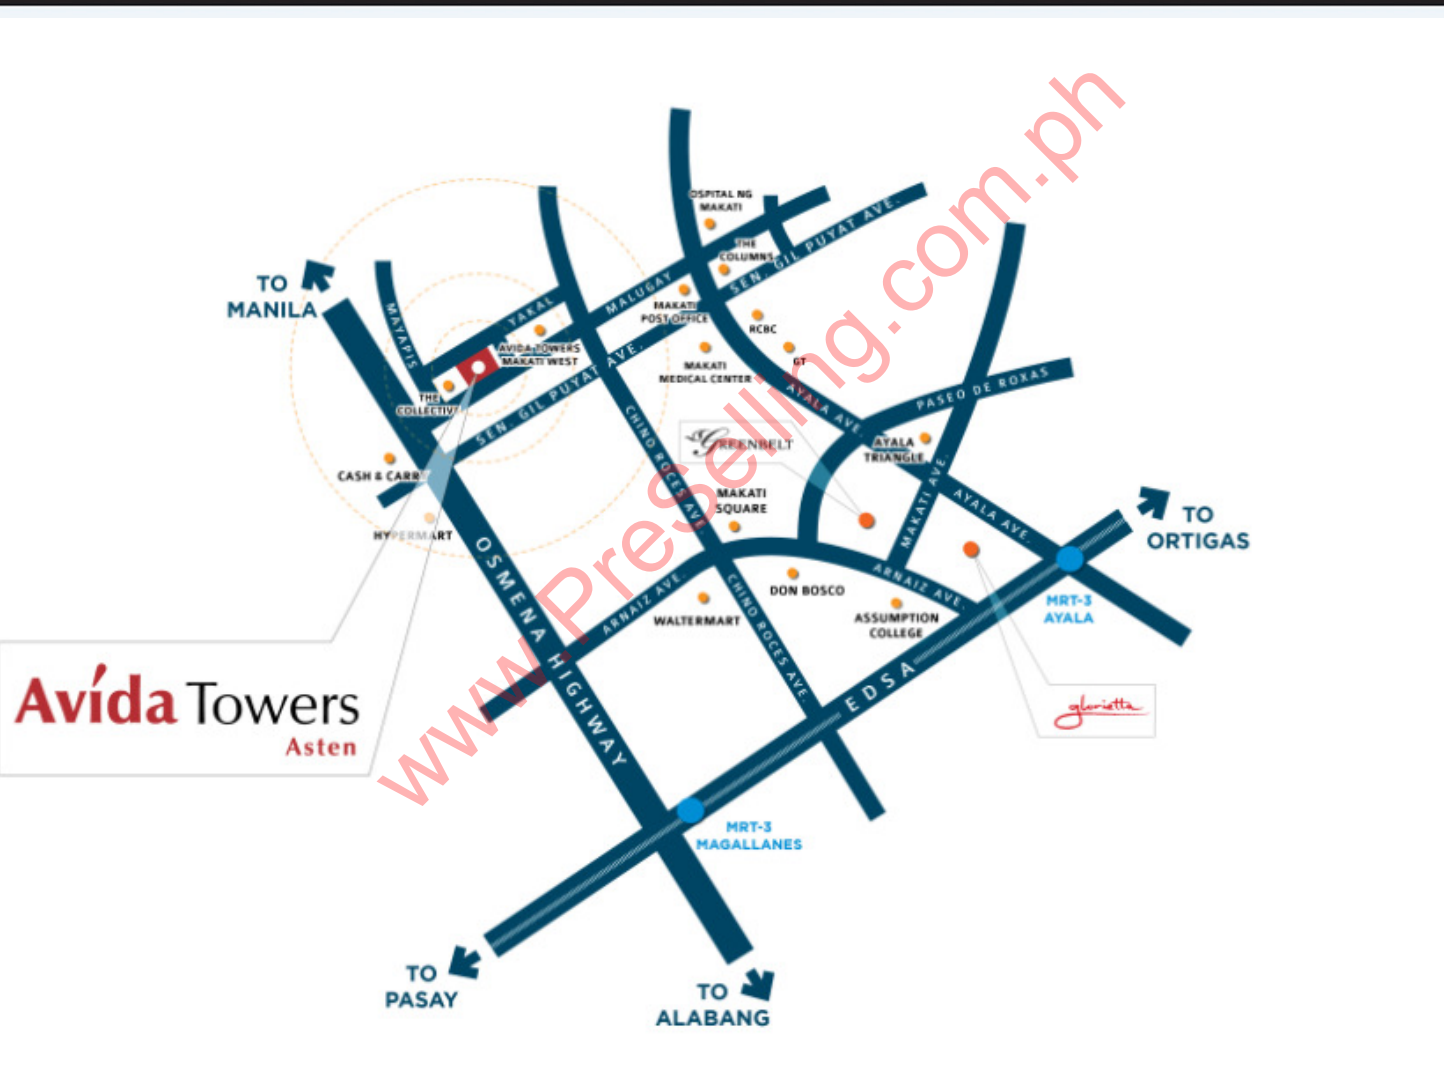 OSPITAL NG
MAKATI
THE
COLUMNS
SEN. GIL PUYAT AVE.
TO
MANILA
MAYAPIS
YAKAL
MALUGAY
MAKATI
POST OFFICE
RCBC
GT
AVIDA TOWERS
MAKATI WEST
MAKATI
MEDICAL CENTER
THE
COLLECTIVE
SEN. GIL PUYAT AVE.
AYALA AVE.
PASEO DE ROXAS
GREENBELT
AYALA
TRIANGLE
CHINO ROCES AVE.
CASH & CARRY
MAKATI
SQUARE
MAKATI AVE.
AYALA AVE.
HYPERMART
TO
ORTIGAS
OSMENA HIGHWAY
ARNAIZ AVE.
DON BOSCO
ARNAIZ AVE.
WALTERMART
ASSUMPTION
COLLEGE
MRT-3
AYALA
CHINO ROCES AVE.
EDSA
glorietta
Avída Towers
Asten
MRT-3
MAGALLANES
TO
PASAY
TO
ALABANG
www.PreSelling.com.ph